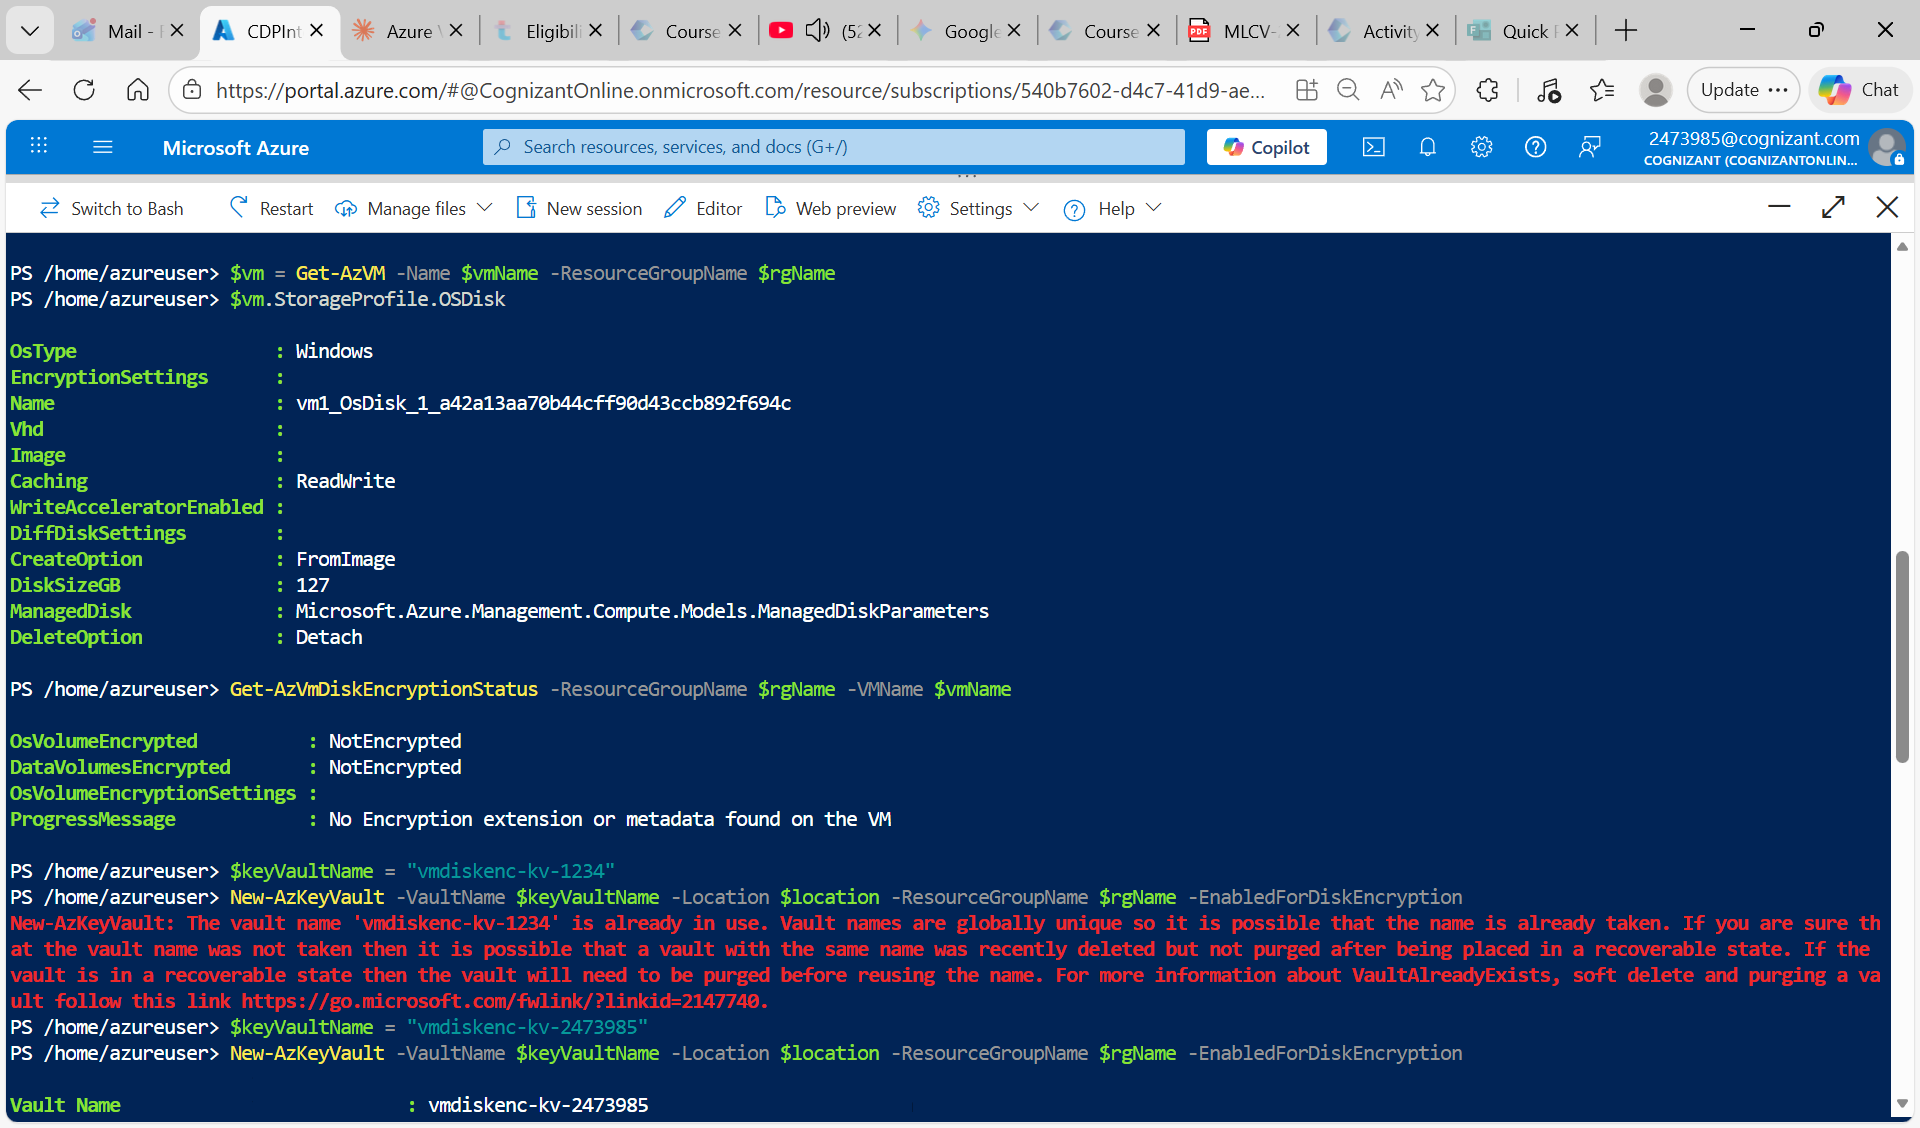 Mail -
CDPInt
Azure
Eligibili
Course
(52
Google
Course
PDF
MLCV-
Activity
Quick
https://portal.azure.com/#@CognizantOnline.onmicrosoft.com/resource/subscriptions/540b7602-d4c7-41d9-ae...
Update
Chat
Microsoft Azure
Search resources, services, and docs (G+/)
Copilot
2473985@cognizant.com
COGNIZANT (COGNIZANTONLIN...
Switch to Bash
Restart
Manage files
New session
Editor
Web preview
Settings
Help
PS /home/azureuser> $vm = Get-AzVM -Name $vmName -ResourceGroupName $rgName
PS /home/azureuser> $vm.StorageProfile.OSDisk
OsType : Windows
EncryptionSettings :
Name : vm1_OsDisk_1_a42a13aa70b44cff90d43ccb892f694c
Vhd :
Image :
Caching : ReadWrite
WriteAcceleratorEnabled :
DiffDiskSettings :
CreateOption : FromImage
DiskSizeGB : 127
ManagedDisk : Microsoft.Azure.Management.Compute.Models.ManagedDiskParameters
DeleteOption : Detach
PS /home/azureuser> Get-AzVmDiskEncryptionStatus -ResourceGroupName $rgName -VMName $vmName
OsVolumeEncrypted : NotEncrypted
DataVolumesEncrypted : NotEncrypted
OsVolumeEncryptionSettings :
ProgressMessage : No Encryption extension or metadata found on the VM
PS /home/azureuser> $keyVaultName = "vmdiskenc-kv-1234"
PS /home/azureuser> New-AzKeyVault -VaultName $keyVaultName -Location $location -ResourceGroupName $rgName -EnabledForDiskEncryption
New-AzKeyVault: The vault name 'vmdiskenc-kv-1234' is already in use. Vault names are globally unique so it is possible that the name is already taken. If you are sure th
at the vault name was not taken then it is possible that a vault with the same name was recently deleted but not purged after being placed in a recoverable state. If the
vault is in a recoverable state then the vault will need to be purged before reusing the name. For more information about VaultAlreadyExists, soft delete and purging a va
ult follow this link https://go.microsoft.com/fwlink/?linkid=2147740.
PS /home/azureuser> $keyVaultName = "vmdiskenc-kv-2473985"
PS /home/azureuser> New-AzKeyVault -VaultName $keyVaultName -Location $location -ResourceGroupName $rgName -EnabledForDiskEncryption
Vault Name : vmdiskenc-kv-2473985